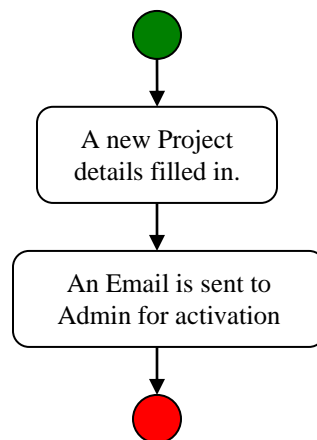 A new Project
details filled in.
An Email is sent to
Admin for activation